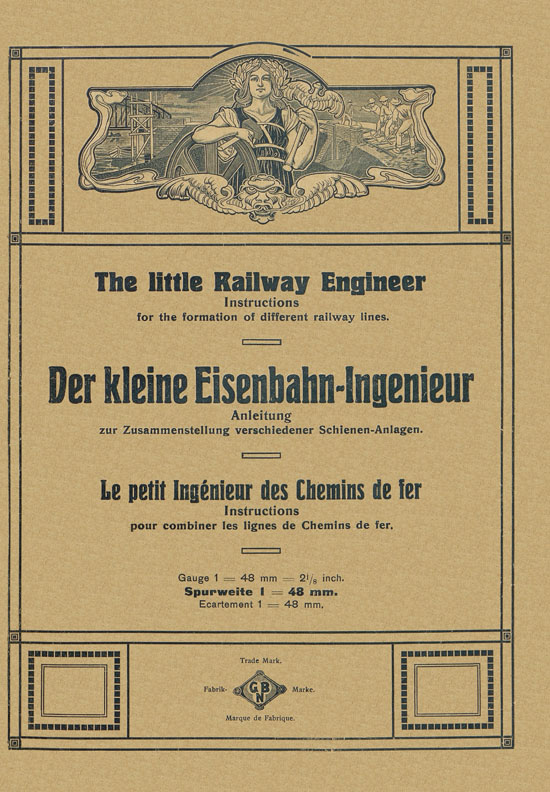 The little Railway Engineer
Instructions
for the formation of different railway lines.
Der kleine Eisenbahn-Ingenieur
Anleitung
zur Zusammenstellung verschiedener Schienen-Anlagen.
Le petit Ingénieur des Chemins de fer
Instructions
pour combiner les lignes de Chemins de fer.
Gauge 1 = 48 mm = 2 1/8 inch.
Spurweite I = 48 mm.
Ecartement 1 = 48 mm.
Trade Mark.
Fabrik- GBN Marke.
Marque de Fabrique.